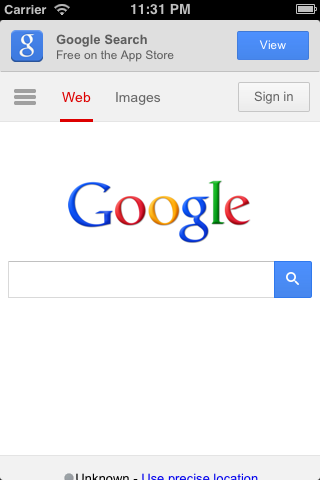 Carrier 11:31 PM
g Google Search
Free on the App Store
View
Web Images Sign in
Google
Unknown - Use precise location